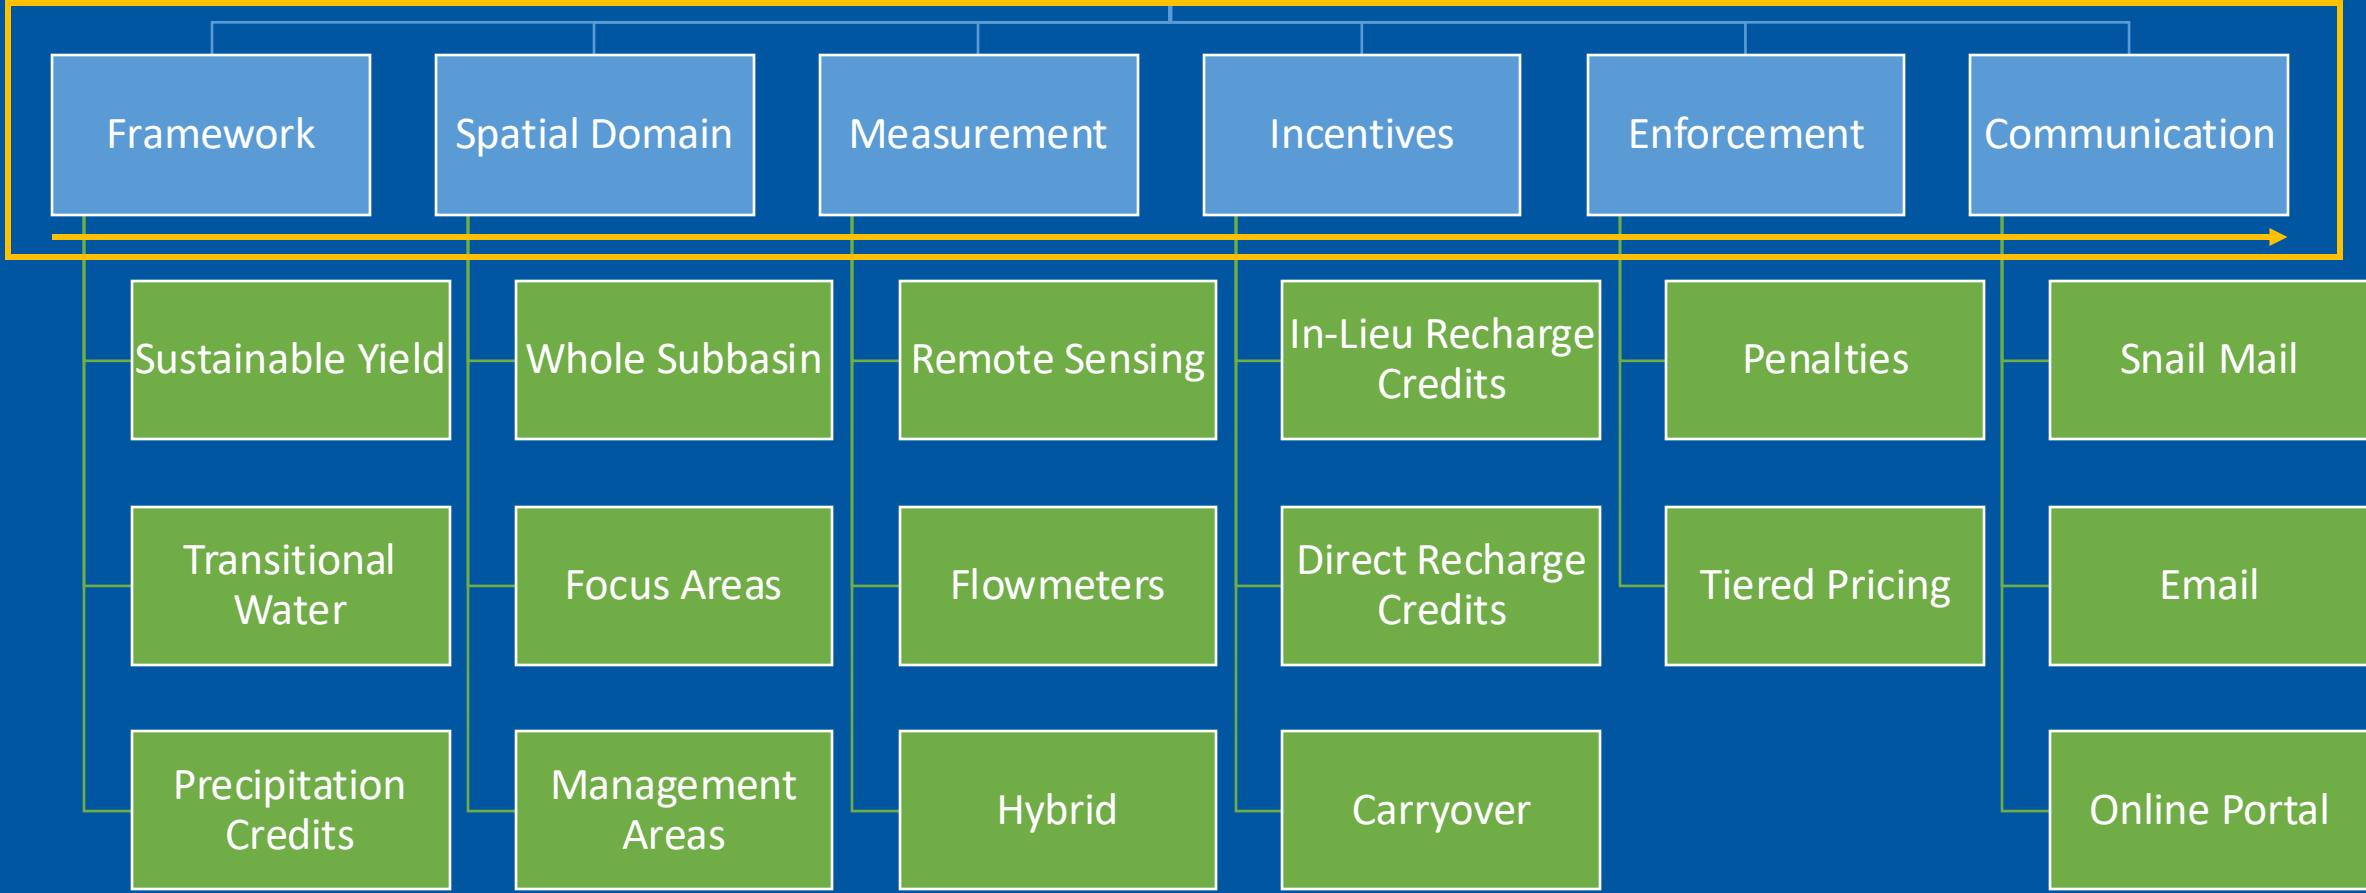 Framework
Spatial Domain
Measurement
Incentives
Enforcement
Communication
Sustainable Yield
Whole Subbasin
Remote Sensing
In-Lieu Recharge
Credits
Penalties
Snail Mail
Transitional
Water
Focus Areas
Flowmeters
Direct Recharge
Credits
Tiered Pricing
Email
Precipitation
Credits
Management
Areas
Hybrid
Carryover
Online Portal